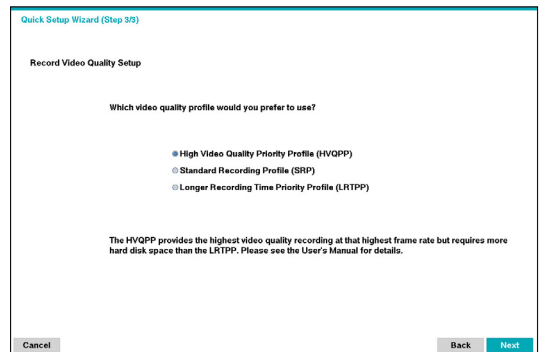 Quick Setup Wizard (Step 3/3)
Record Video Quality Setup
Which video quality profile would you prefer to use?
High Video Quality Priority Profile (HVQPP)
Standard Recording Profile (SRP)
Longer Recording Time Priority Profile (LRTPP)
The HVQPP provides the highest video quality recording at that highest frame rate but requires more
hard disk space than the LRTPP. Please see the User's Manual for details.
Cancel Back Next